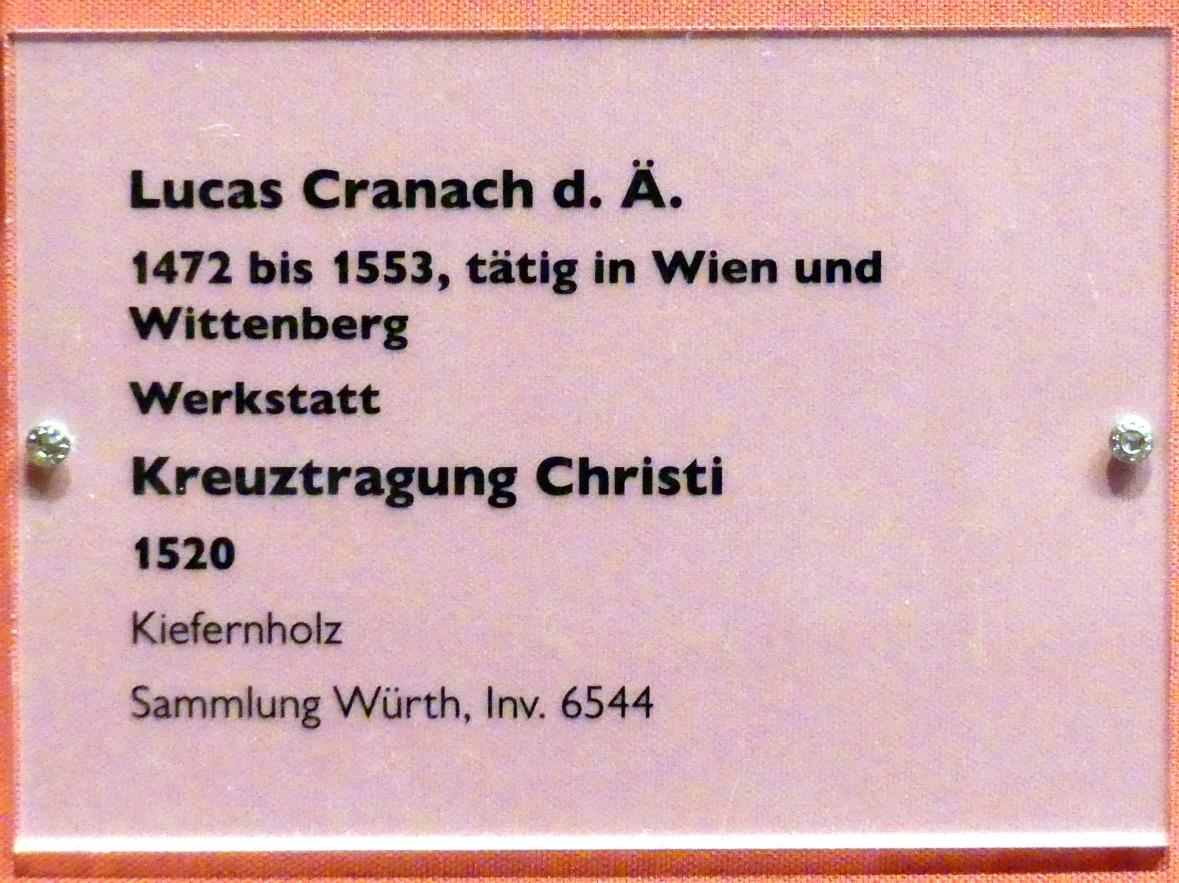 Lucas Cranach d. Ä.
1472 bis 1553, tätig in Wien und
Wittenberg
Werkstatt
Kreuztragung Christi
1520
Kiefernholz
Sammlung Würth, Inv. 6544